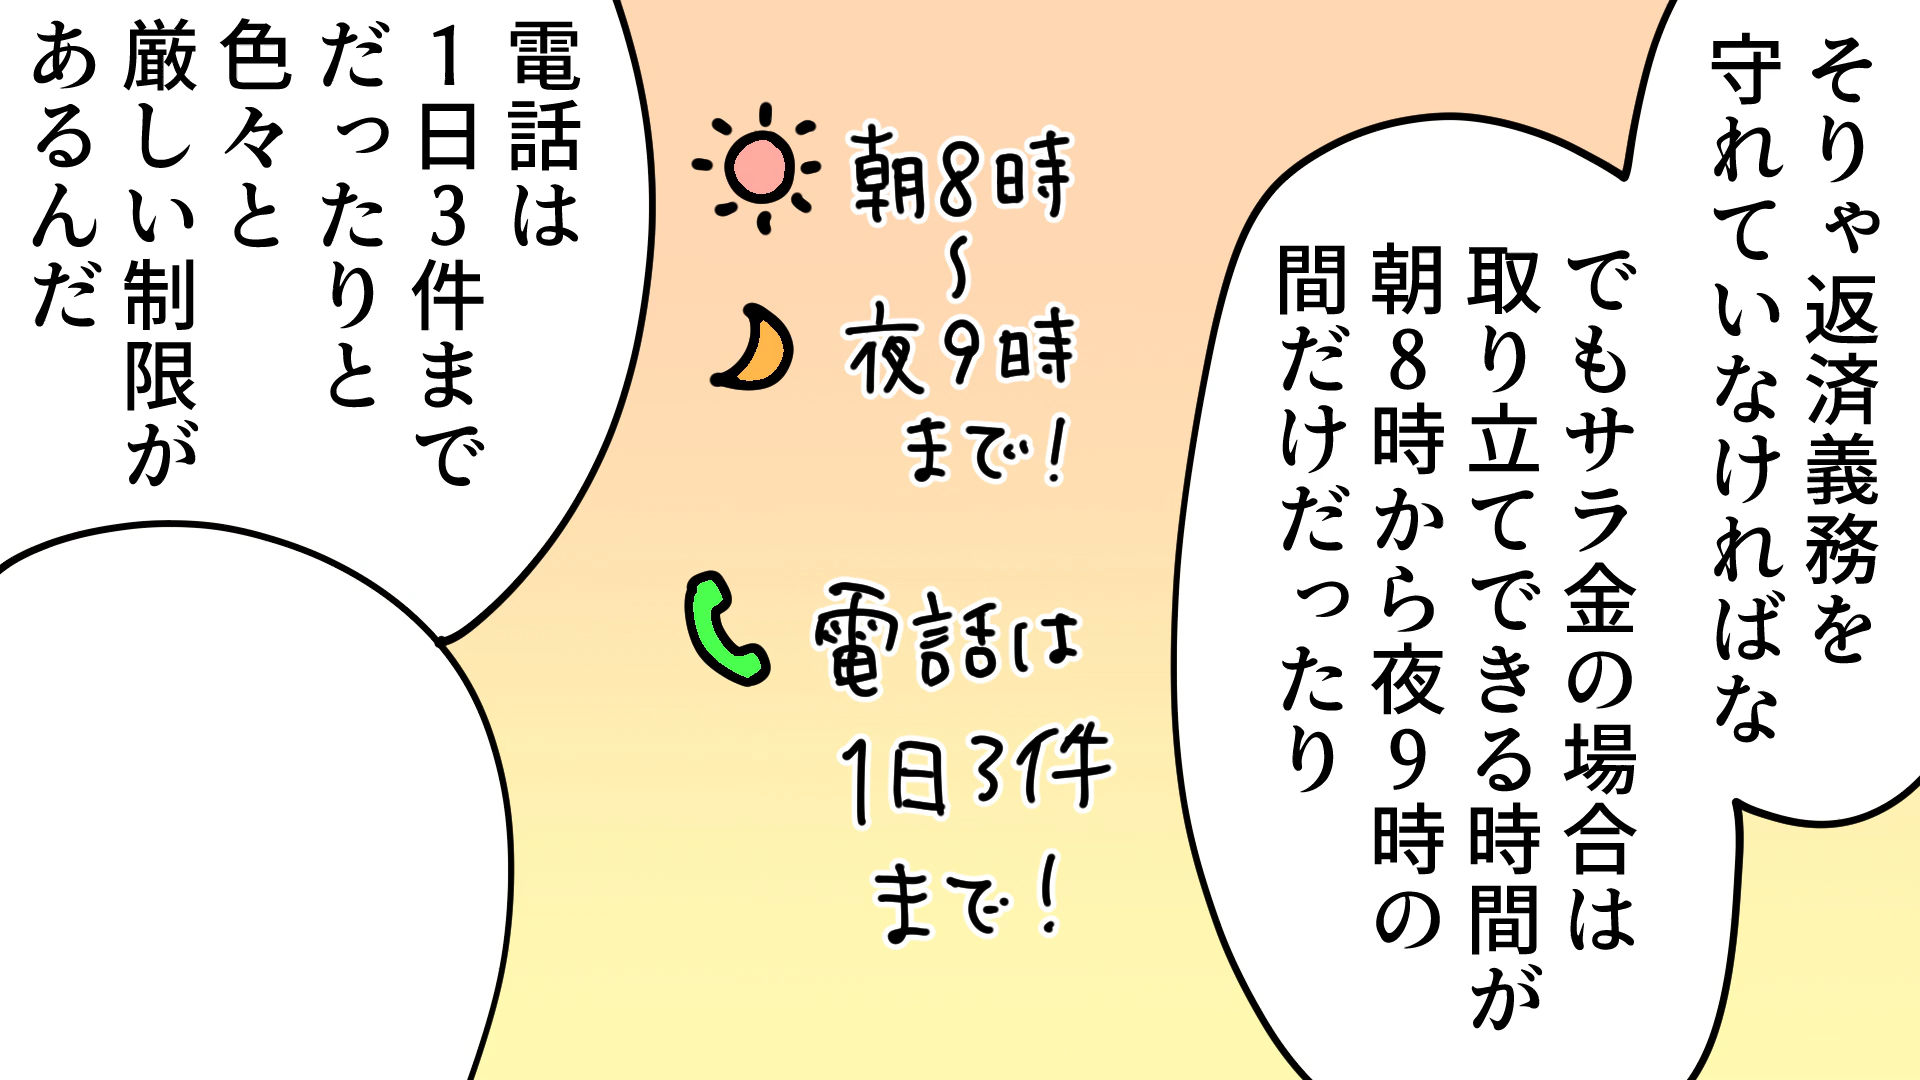 そりゃ返済義務を
守れていなければな
でもサラ金の場合は
取り立てできる時間が
朝8時から夜9時の
間だけだったり
朝8時
〜
夜9時
まで！
電話は
1日3件
まで！
電話は
1日3件まで
だったりと
色々と
厳しい制限が
あるんだ